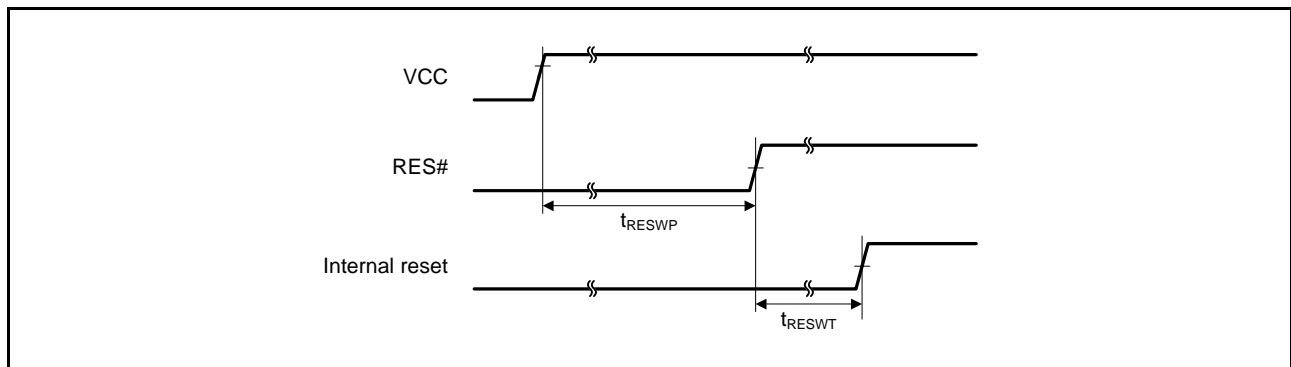 VCC
RES#
tRESWP
Internal reset
tRESWT